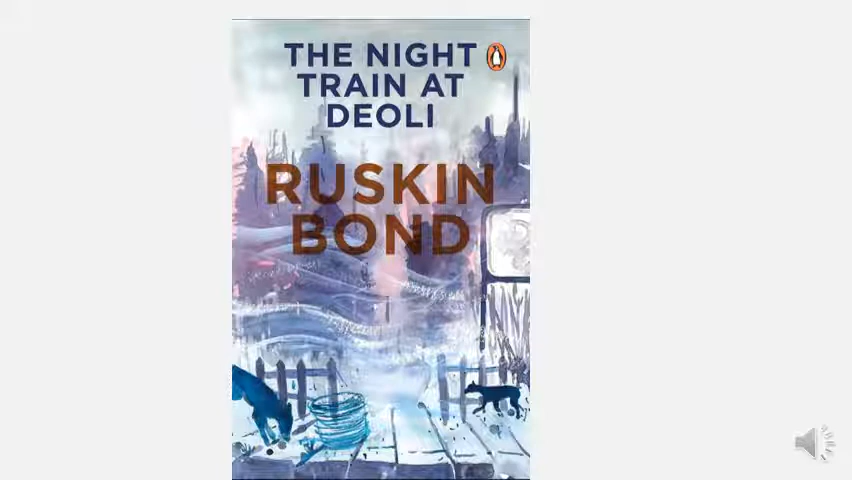 THE NIGHT
TRAIN AT
DEOLI
RUSKIN
BOND